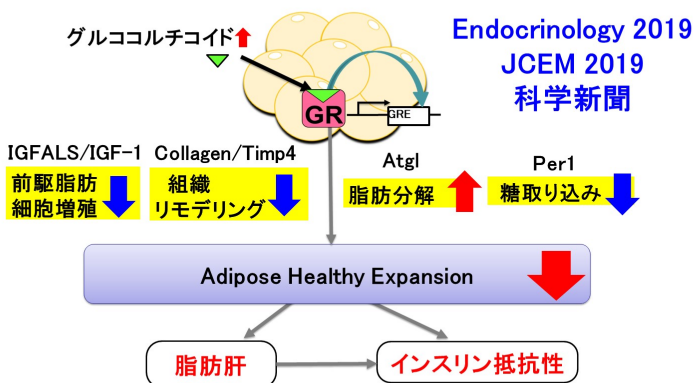 グルココルチコイド
Endocrinology 2019
JCEM 2019
科学新聞
GR
GRE
IGFALS/IGF-1
前駆脂肪
細胞増殖
Collagen/Timp4
組織
リモデリング
Atgl
脂肪分解
Per1
糖取り込み
Adipose Healthy Expansion
脂肪肝
インスリン抵抗性